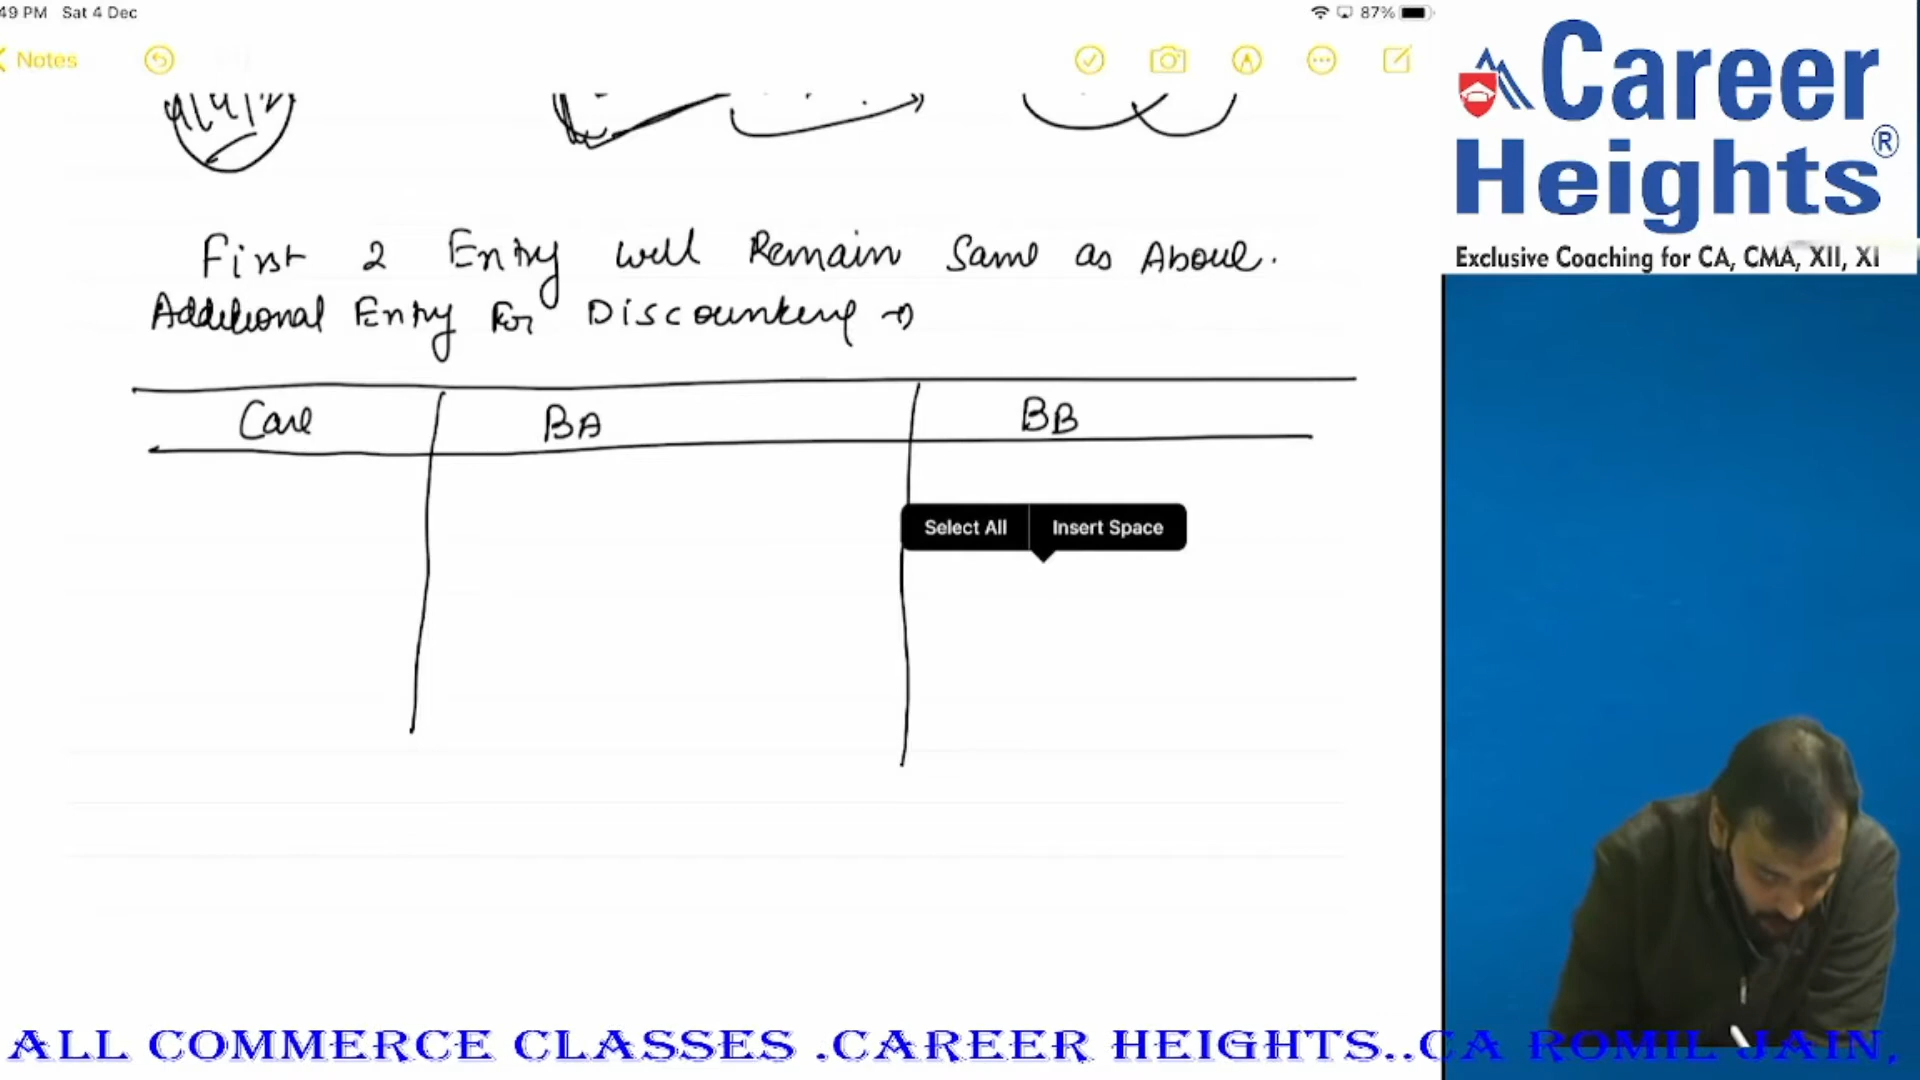 49 PM Sat 4 Dec
87%
Notes
First 2 Entry will Remain Same as Above.
Additional Entry For Discounting →
Case BA BB
Select All Insert Space
Career
Heights®
Exclusive Coaching for CA, CMA, XII, XI
ALL COMMERCE CLASSES .CAREER HEIGHTS..CA ROMIL JAIN.